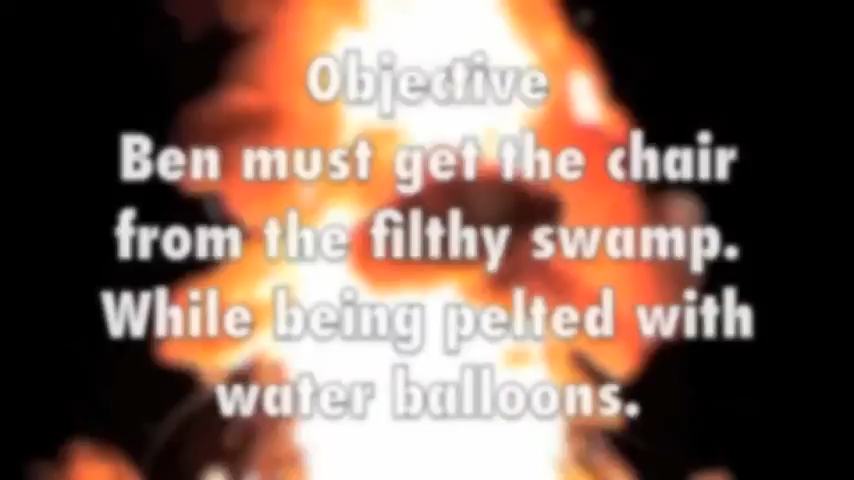 Objective
Ben must get the chair
from the filthy swamp.
While being pelted with
water balloons.